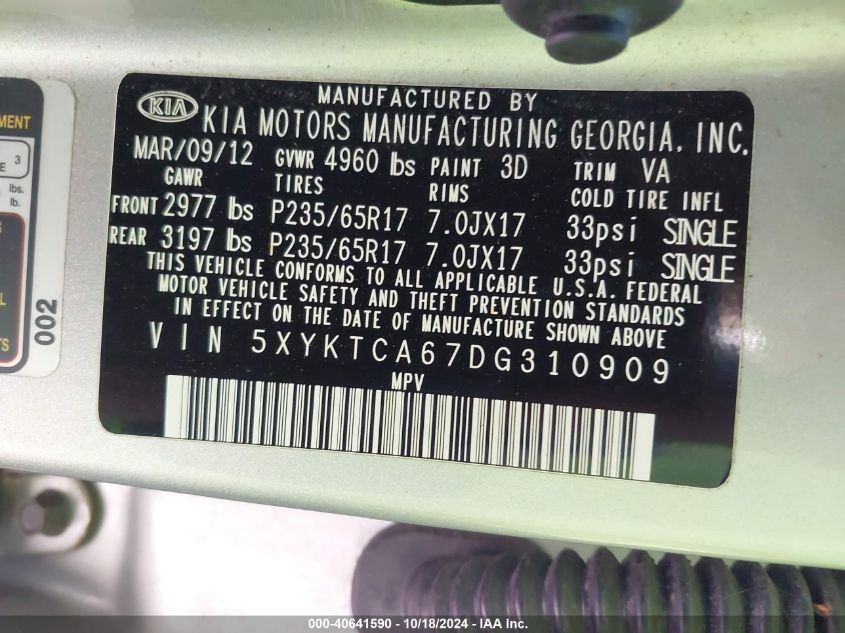 MANUFACTURED BY
KIA KIA MOTORS MANUFACTURING GEORGIA, INC.
MAR/09/12 GVWR 4960 lbs PAINT 3D TRIM VA
GAWR TIRES RIMS COLD TIRE INFL
FRONT 2977 lbs P235/65R17 7.0JX17 33psi SINGLE
REAR 3197 lbs P235/65R17 7.0JX17 33psi SINGLE
THIS VEHICLE CONFORMS TO ALL APPLICABLE U.S.A. FEDERAL
MOTOR VEHICLE SAFETY AND THEFT PREVENTION STANDARDS
IN EFFECT ON THE DATE OF MANUFACTURE SHOWN ABOVE
VIN 5XYKTCA67DG310909
MPV
3
lbs.
lb.
002
000-40641590 - 10/18/2024 - IAA Inc.